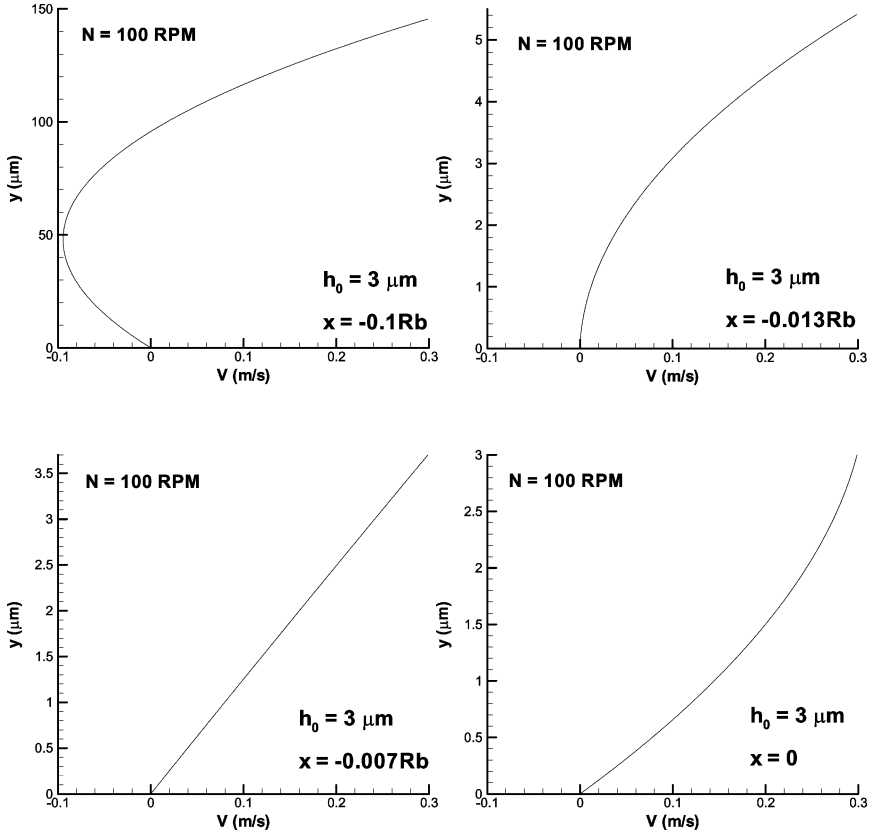 150
N = 100 RPM
100
y (μm)
50
h0 = 3 μm
x = -0.1Rb
0
-0.1 0 0.1 0.2 0.3
V (m/s)
5
N = 100 RPM
4
3
y (μm)
2
h0 = 3 μm
1
x = -0.013Rb
0
-0.1 0 0.1 0.2 0.3
V (m/s)
3.5
N = 100 RPM
3
2.5
2
y (μm)
1.5
1
h0 = 3 μm
0.5
x = -0.007Rb
0
-0.1 0 0.1 0.2 0.3
V (m/s)
3
N = 100 RPM
2.5
2
y (μm)
1.5
1
h0 = 3 μm
0.5
x = 0
0
-0.1 0 0.1 0.2 0.3
V (m/s)